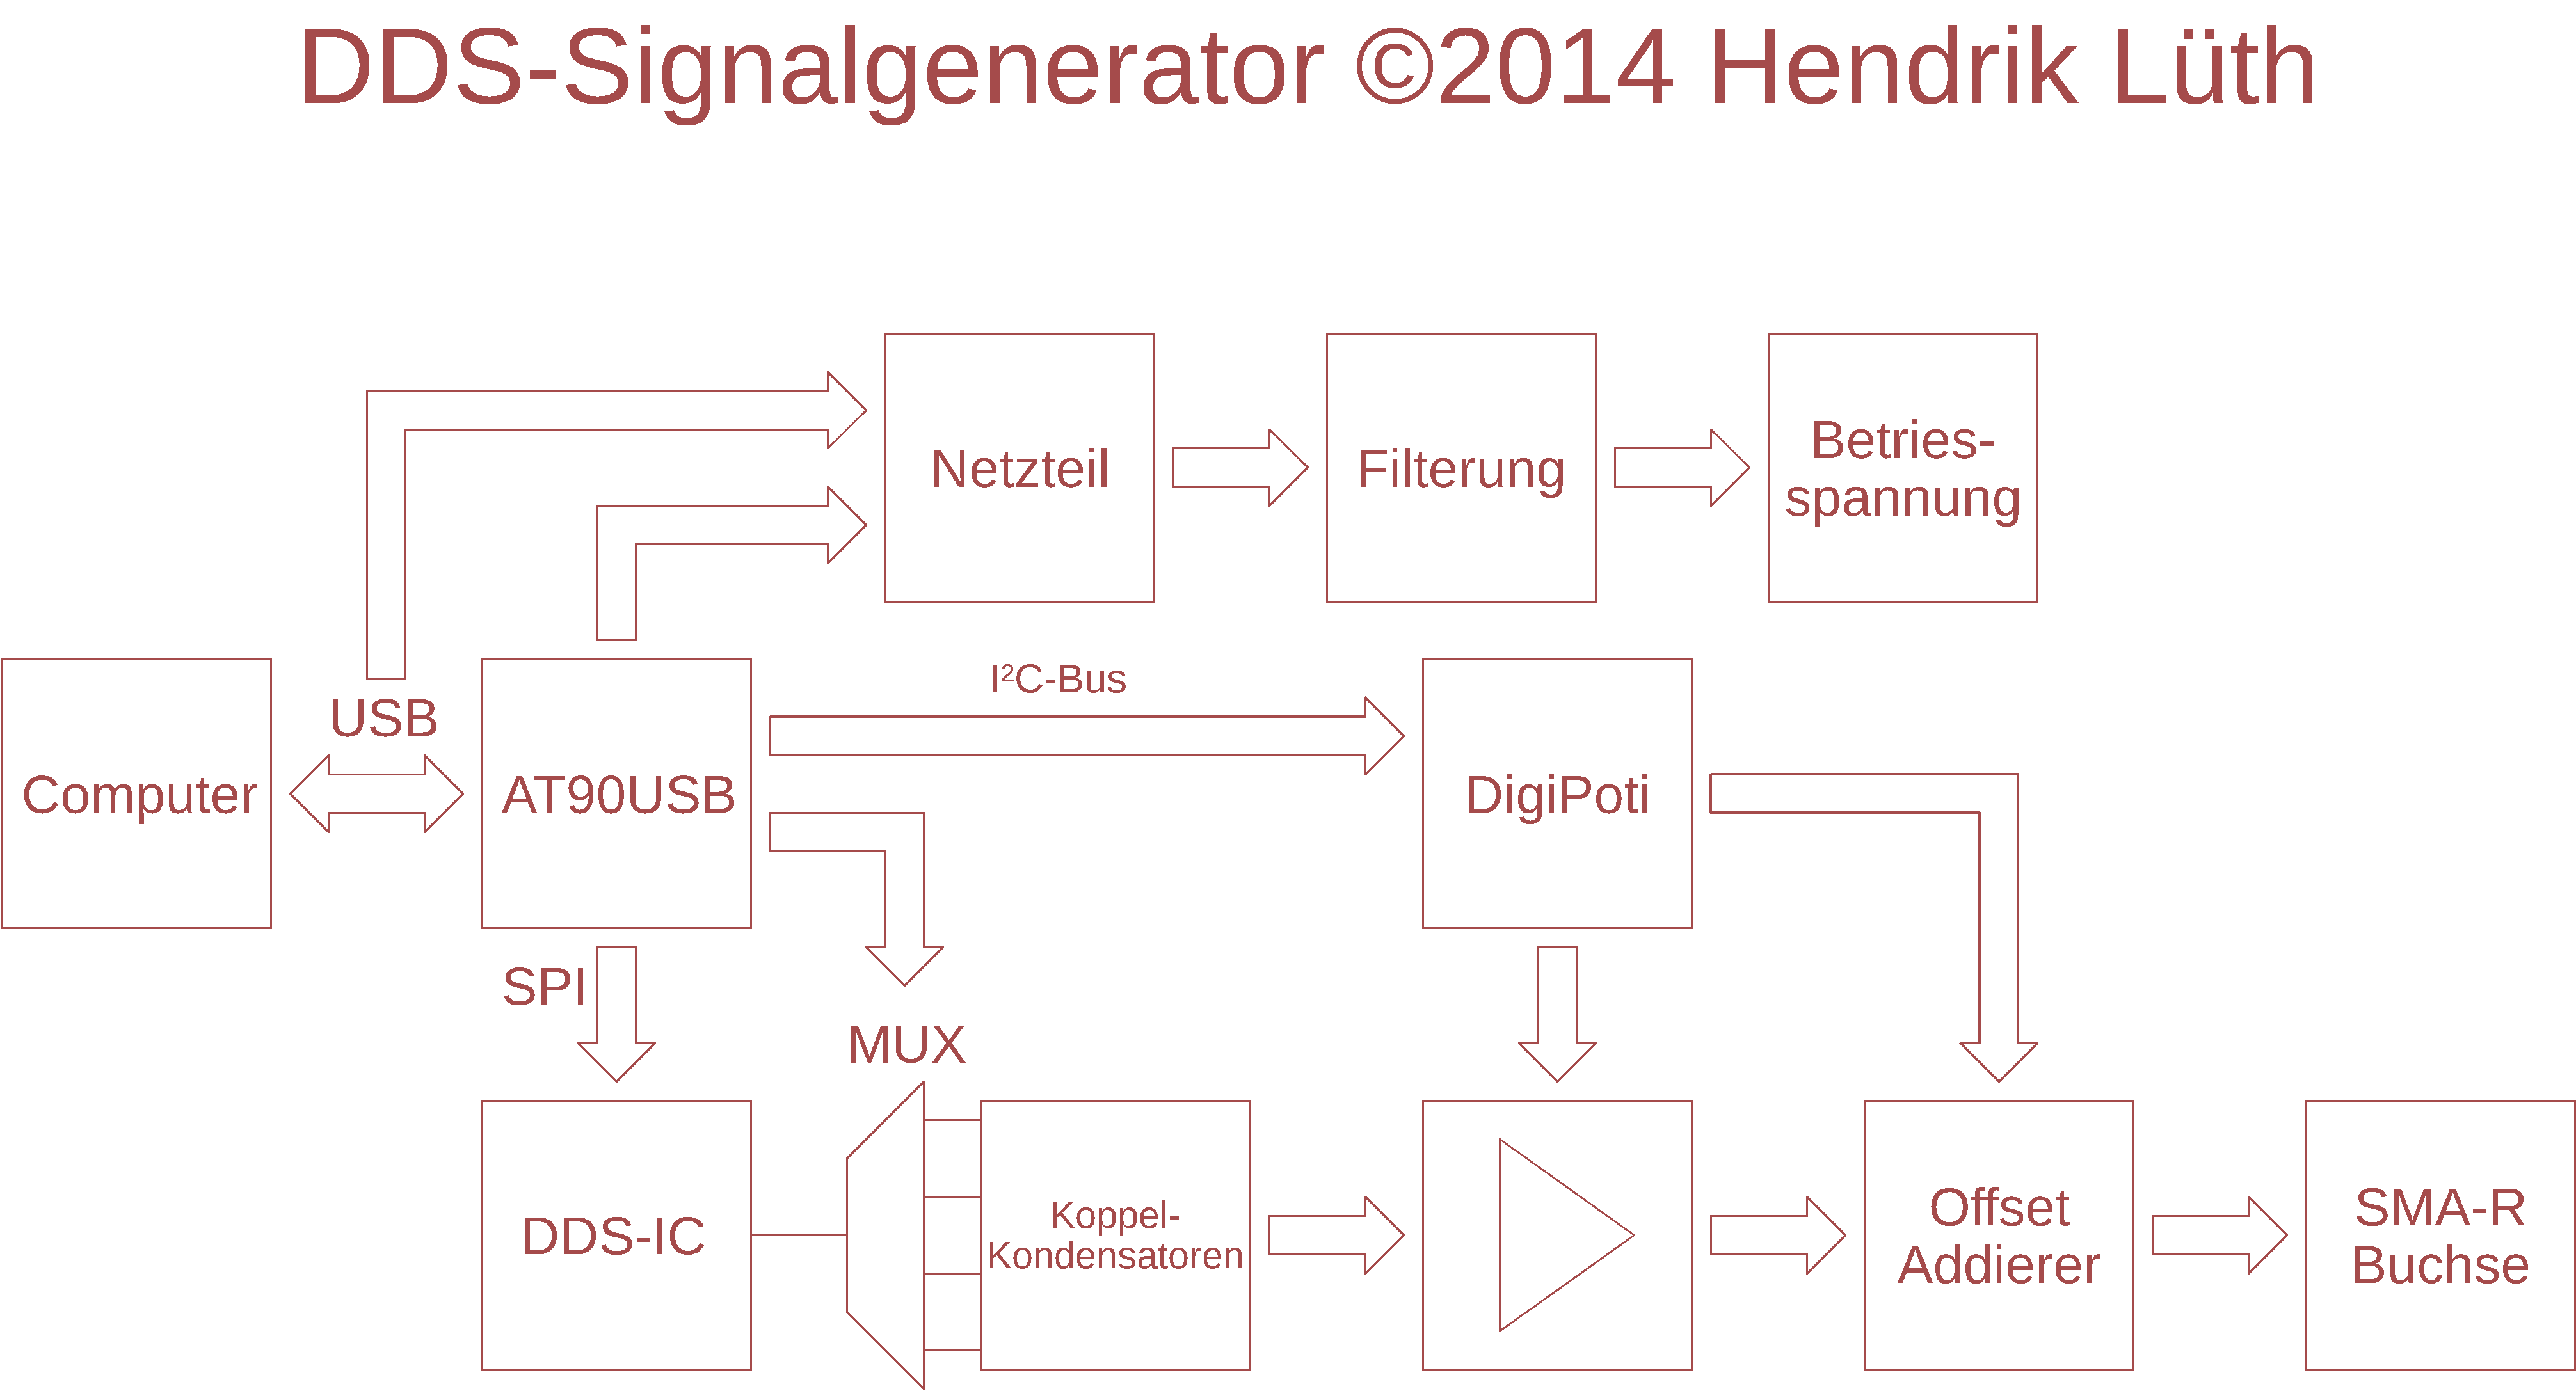 DDS-Signalgenerator ©2014 Hendrik Lüth
Netzteil
Filterung
Betries-
spannung
Computer
USB
AT90USB
I²C-Bus
DigiPoti
SPI
MUX
DDS-IC
Koppel-
Kondensatoren
Offset
Addierer
SMA-R
Buchse